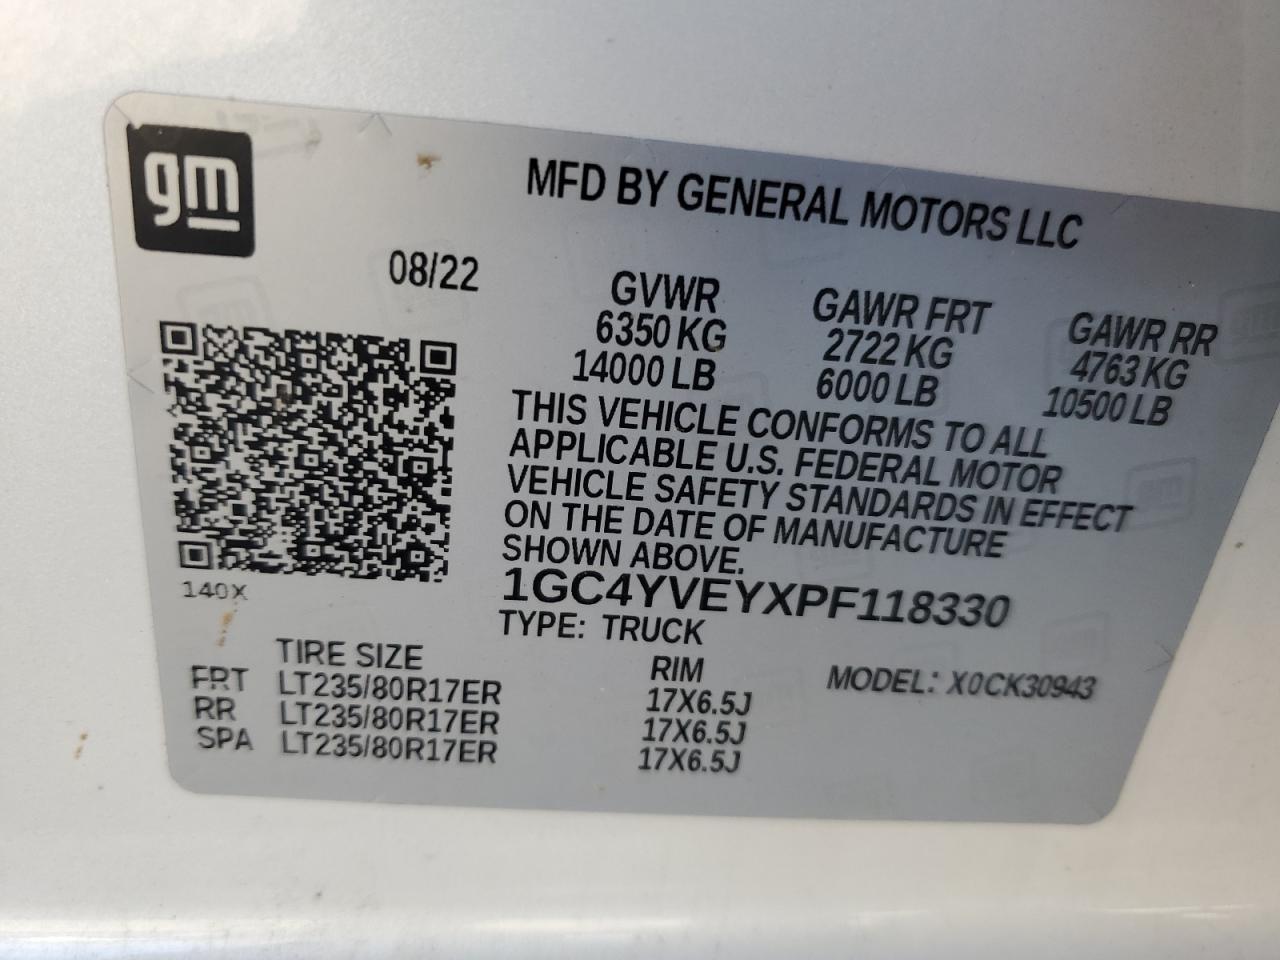 gm
MFD BY GENERAL MOTORS LLC
08/22
GVWR GAWR FRT GAWR RR
6350 KG 2722 KG 4763 KG
14000 LB 6000 LB 10500 LB
THIS VEHICLE CONFORMS TO ALL
APPLICABLE U.S. FEDERAL MOTOR
VEHICLE SAFETY STANDARDS IN EFFECT
ON THE DATE OF MANUFACTURE
SHOWN ABOVE.
140X
1GC4YVEYXPF118330
TYPE: TRUCK
TIRE SIZE RIM MODEL: X0CK30943
FRT LT235/80R17ER 17X6.5J
RR LT235/80R17ER 17X6.5J
SPA LT235/80R17ER 17X6.5J